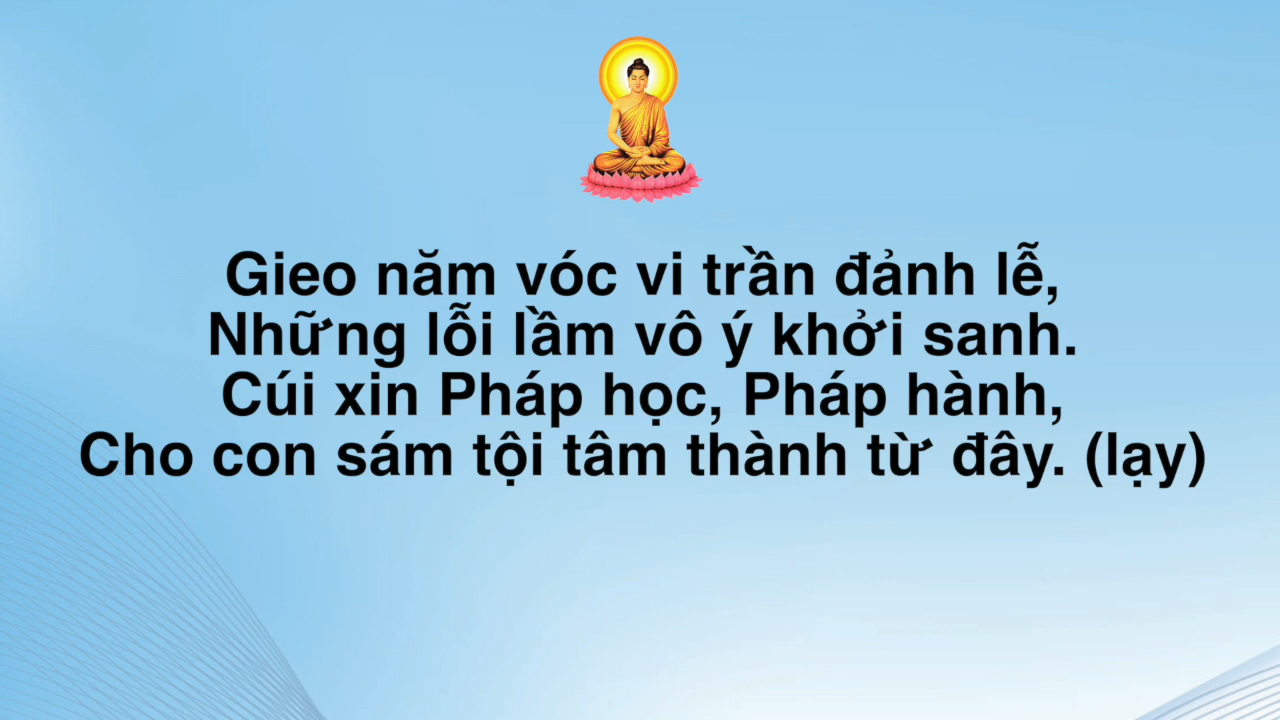 Gieo năm vóc vi trần đảnh lễ,
Những lỗi lầm vô ý khởi sanh.
Cúi xin Pháp học, Pháp hành,
Cho con sám tội tâm thành từ đây. (lạy)